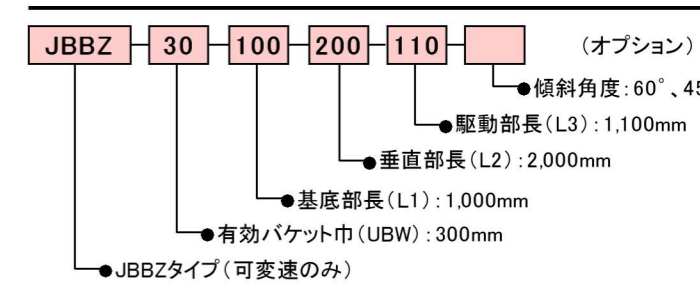 JBBZ 30 100 200 110 (オプション)
傾斜角度:60°、45
駆動部長(L3):1,100mm
垂直部長(L2):2,000mm
基底部長(L1):1,000mm
有効バケット巾(UBW):300mm
JBBZタイプ(可変速のみ)